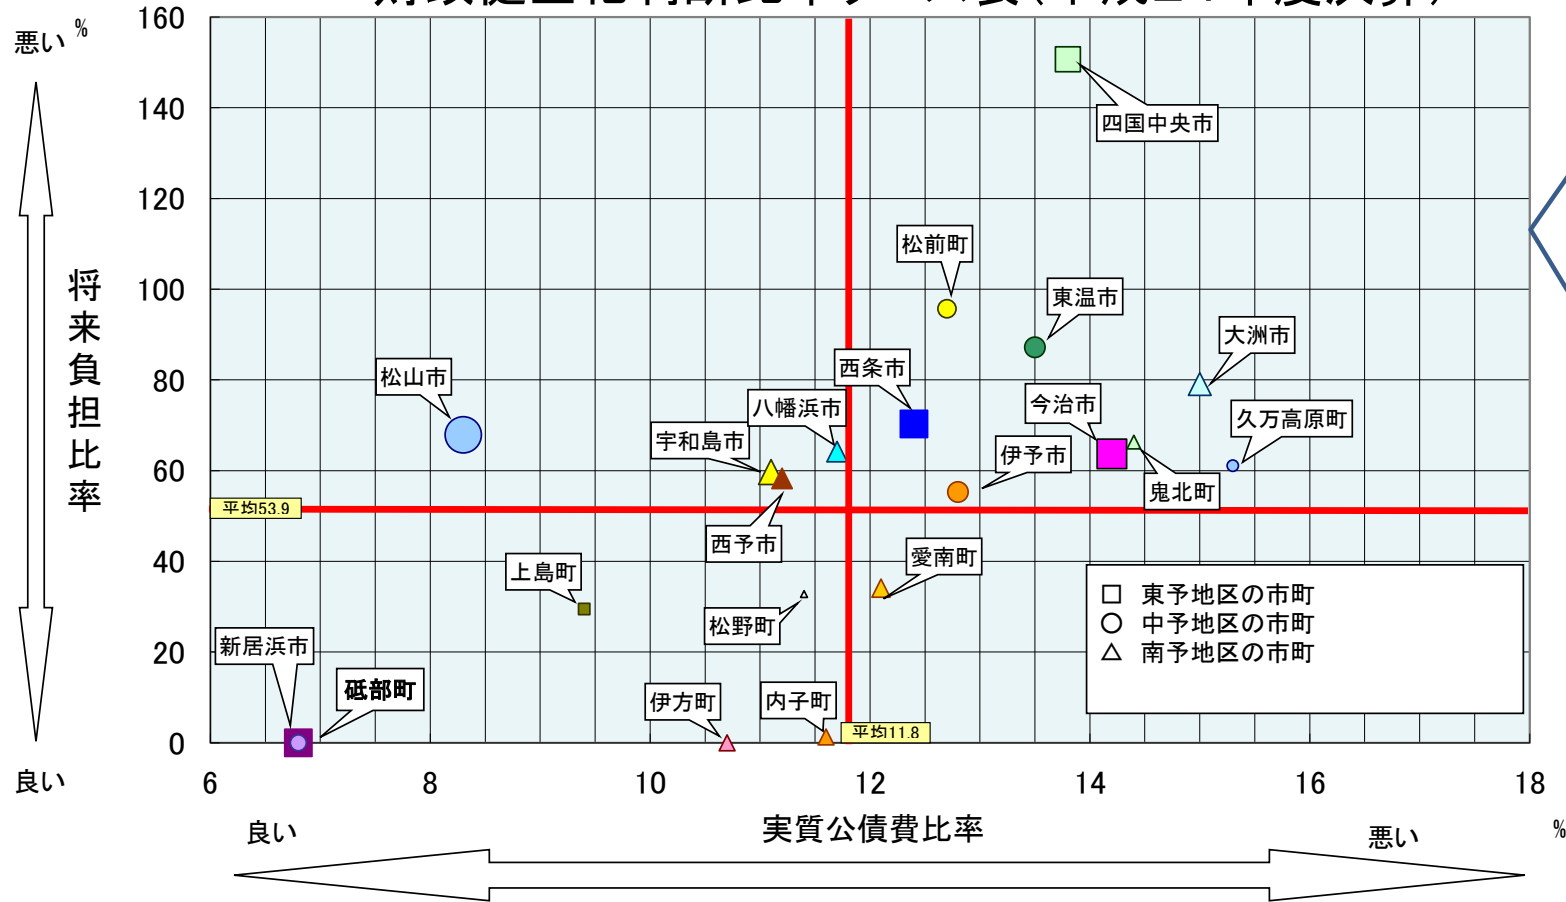 160
悪い %
140
四国中央市
120
松前町
将来負担比率
100
東温市
大洲市
西条市
松山市
80
今治市
八幡浜市
久万高原町
宇和島市
伊予市
60
鬼北町
平均53.9
西予市
愛南町
上島町
40
□ 東予地区の市町
松野町
○ 中予地区の市町
新居浜市
20
△ 南予地区の市町
砥部町
伊方町
内子町
平均11.8
0
良い
6 8 10 12 14 16 18
良い
実質公債費比率
悪い
%